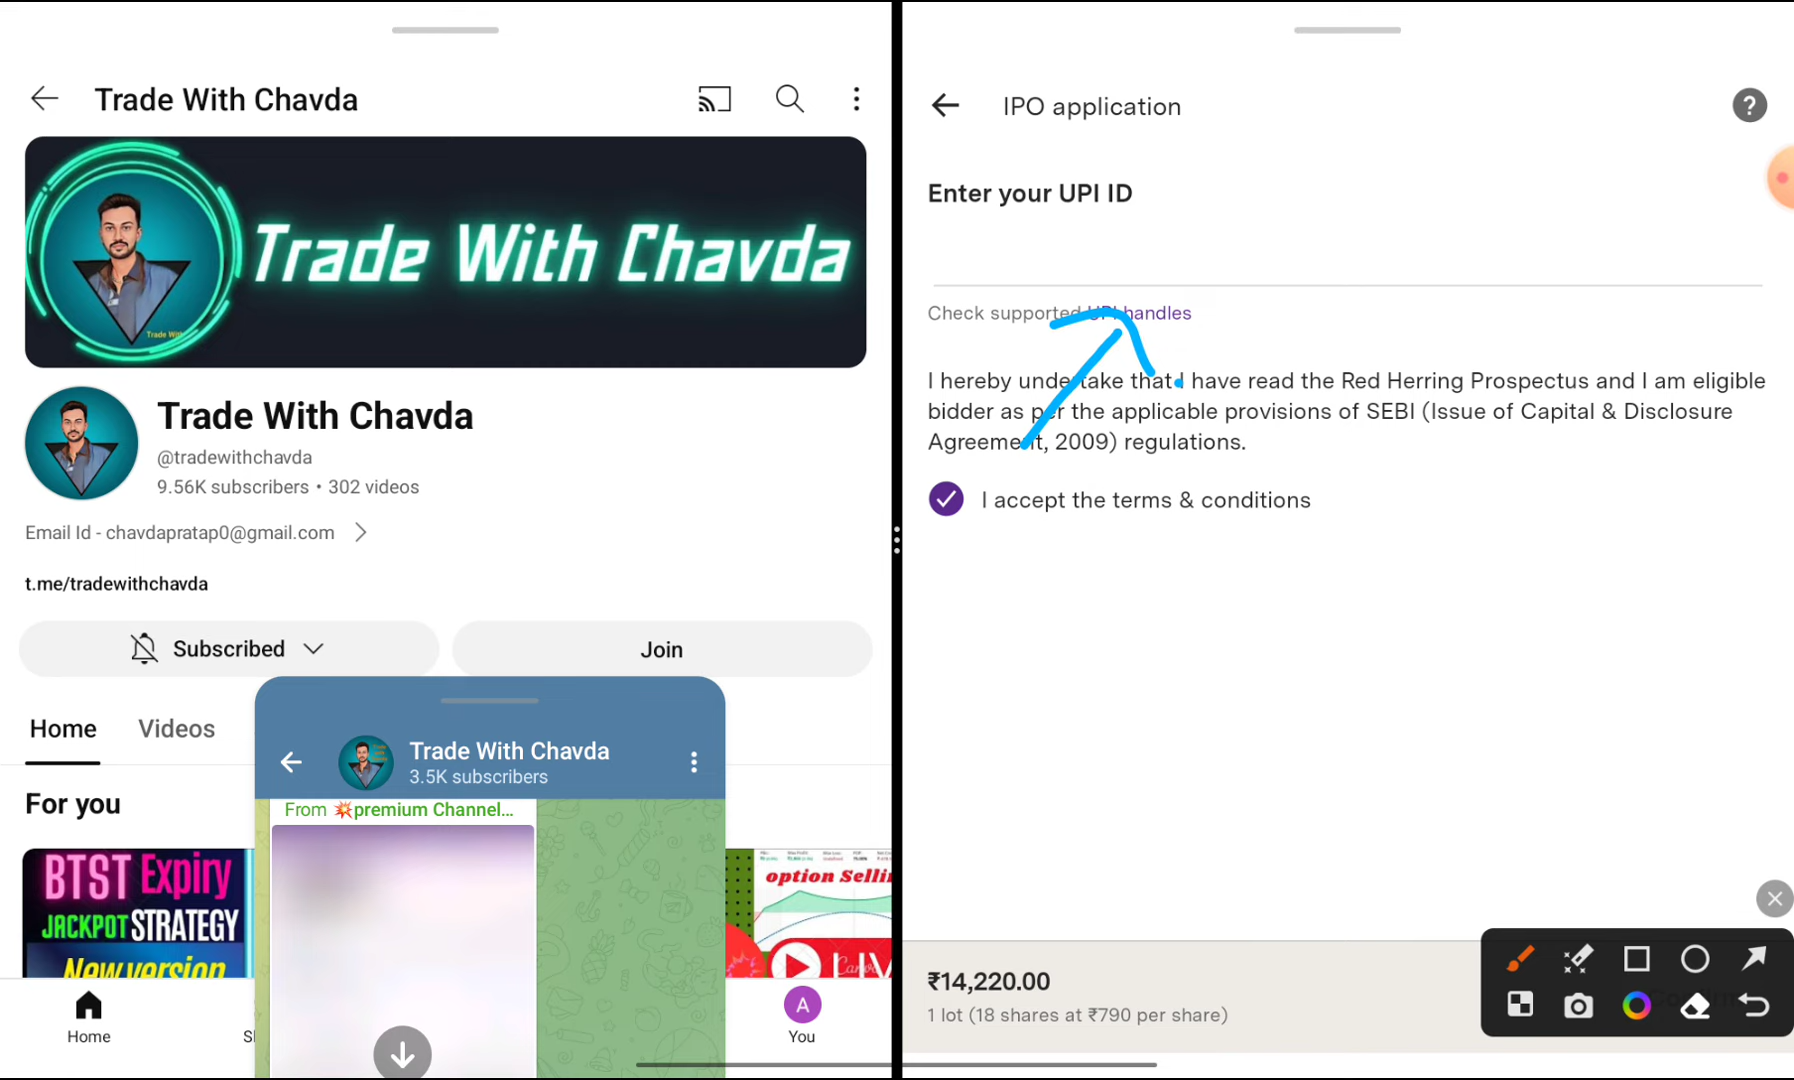 Trade With Chavda
Trade With Chavda
Trade With Chavda
@tradewithchavda
9.56K subscribers • 302 videos
Email Id - chavdapratap0@gmail.com
t.me/tradewithchavda
Subscribed
Join
Home
Videos
For you
BTST Expiry
JACKPOT STRATEGY
New version
Trade With Chavda
3.5K subscribers
From 💥premium Channel...
option Sellin
LIV
Canva
Home
You
A
IPO application
?
Enter your UPI ID
Check supported UPI handles
I hereby undertake that I have read the Red Herring Prospectus and I am eligible
bidder as per the applicable provisions of SEBI (Issue of Capital & Disclosure
Agreement, 2009) regulations.
I accept the terms & conditions
₹14,220.00
1 lot (18 shares at ₹790 per share)